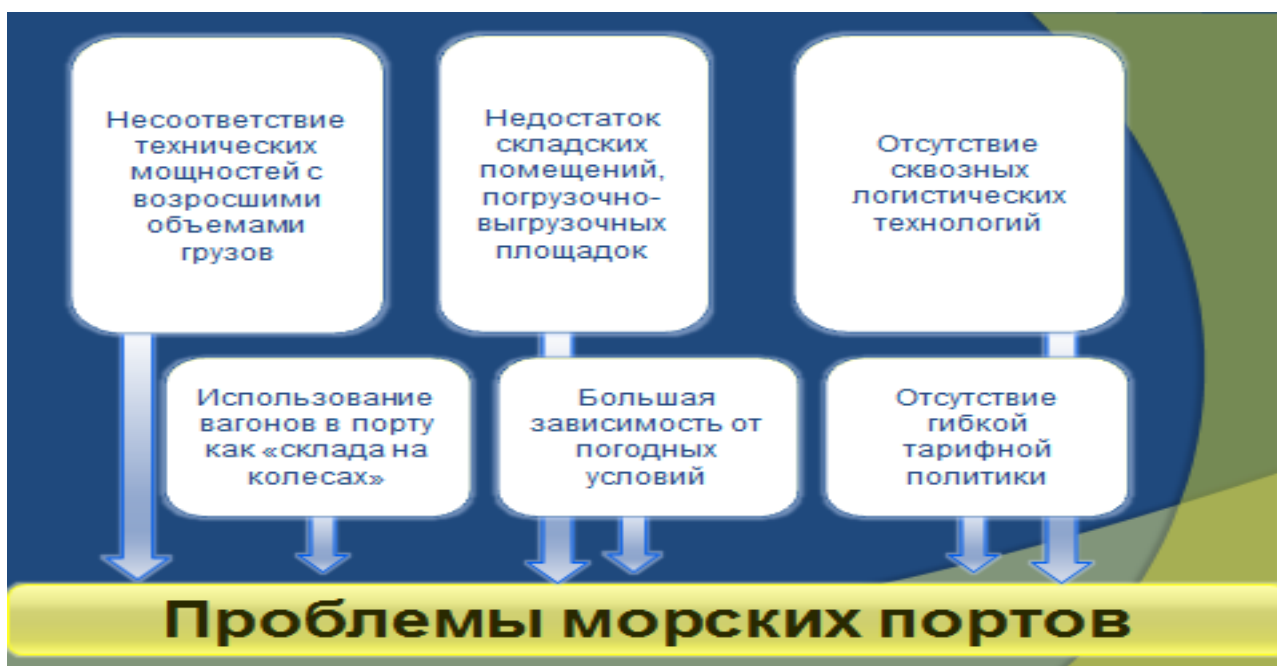 Несоответствие
технических
мощностей с
возросшими
объемами
грузов
Недостаток
складских
помещений,
погрузочно-
выгрузочных
площадок
Отсутствие
сквозных
логистических
технологий
Использование
вагонов в порту
как «склада на
колесах»
Большая
зависимость от
погодных
условий
Отсутствие
гибкой
тарифной
политики
Проблемы морских портов